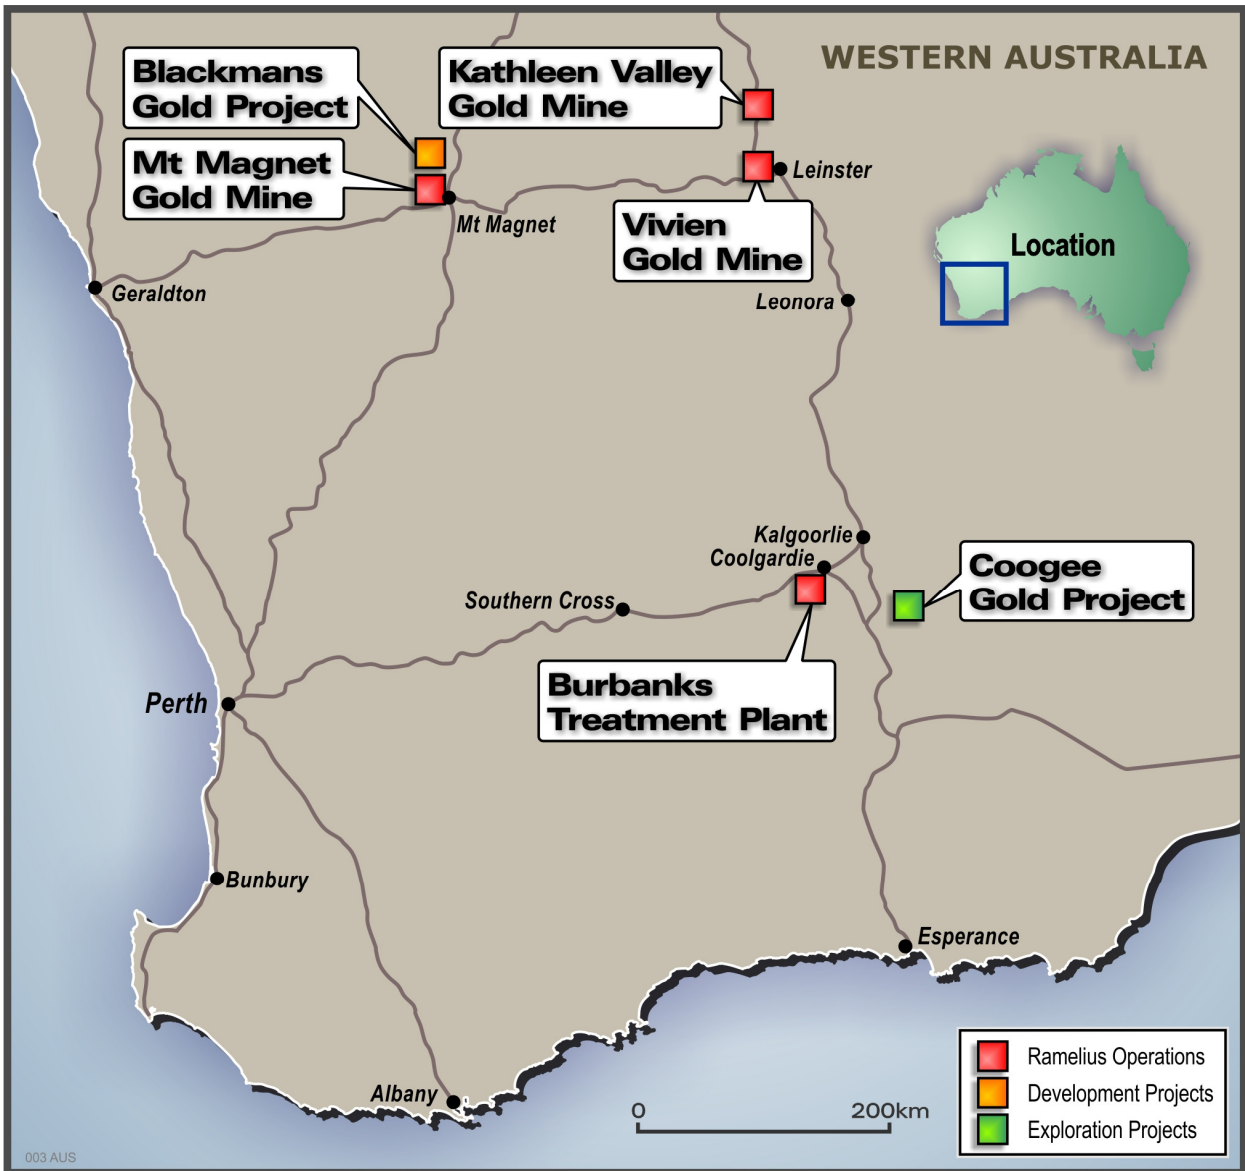 WESTERN AUSTRALIA
Blackmans
Gold Project
Kathleen Valley
Gold Mine
Mt Magnet
Gold Mine
Leinster
Mt Magnet
Vivien
Gold Mine
Location
Geraldton
Leonora
Kalgoorlie
Coolgardie
Coogee
Gold Project
Southern Cross
Burbanks
Treatment Plant
Perth
Bunbury
Esperance
Albany
0 200km
Ramelius Operations
Development Projects
Exploration Projects
003 AUS